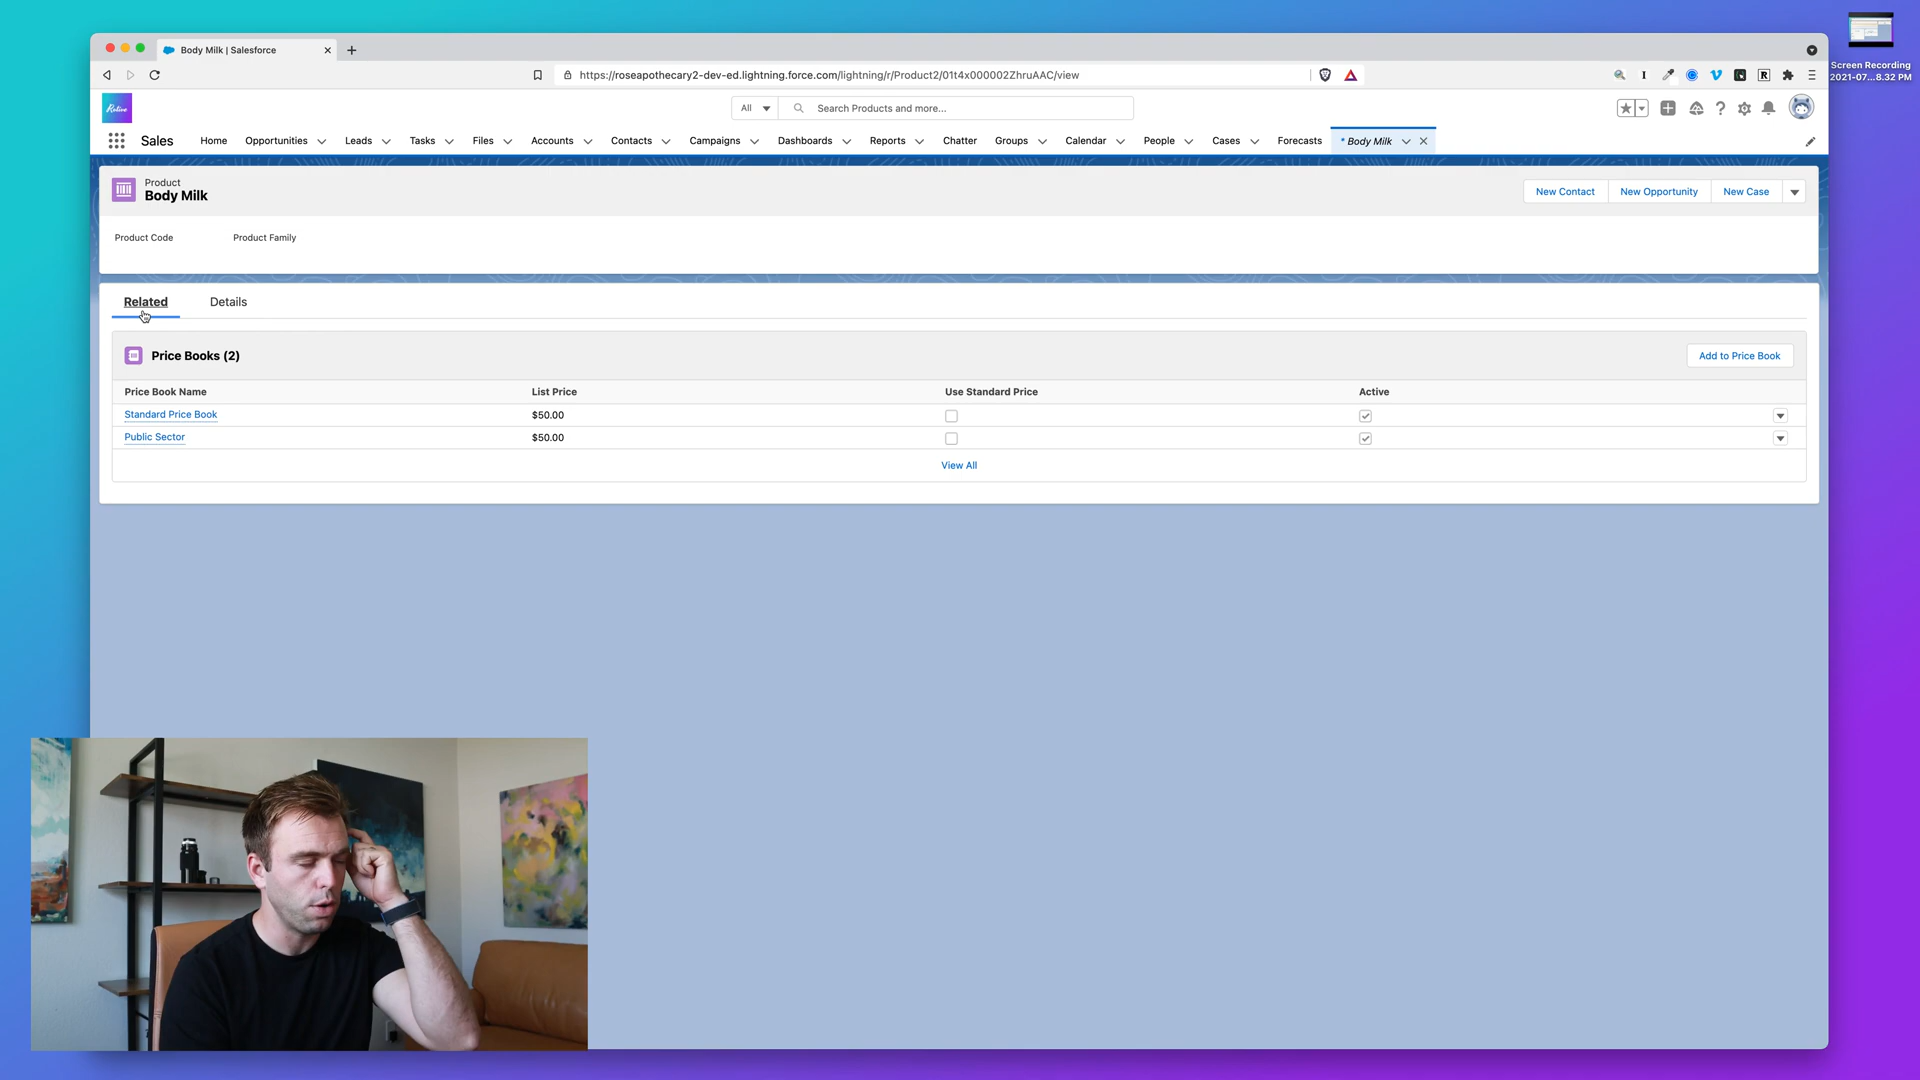 Body Milk | Salesforce
https://roseapothecary2-dev-ed.lightning.force.com/lightning/r/Product2/01t4x000002ZhruAAC/view
Screen Recording
2021-07...8.32 PM
Relive
All
Search Products and more...
Sales
Home
Opportunities
Leads
Tasks
Files
Accounts
Contacts
Campaigns
Dashboards
Reports
Chatter
Groups
Calendar
People
Cases
Forecasts
* Body Milk
Product
Body Milk
New Contact
New Opportunity
New Case
Product Code
Product Family
Related
Details
Price Books (2)
Add to Price Book
Price Book Name
List Price
Use Standard Price
Active
Standard Price Book
$50.00
Public Sector
$50.00
View All